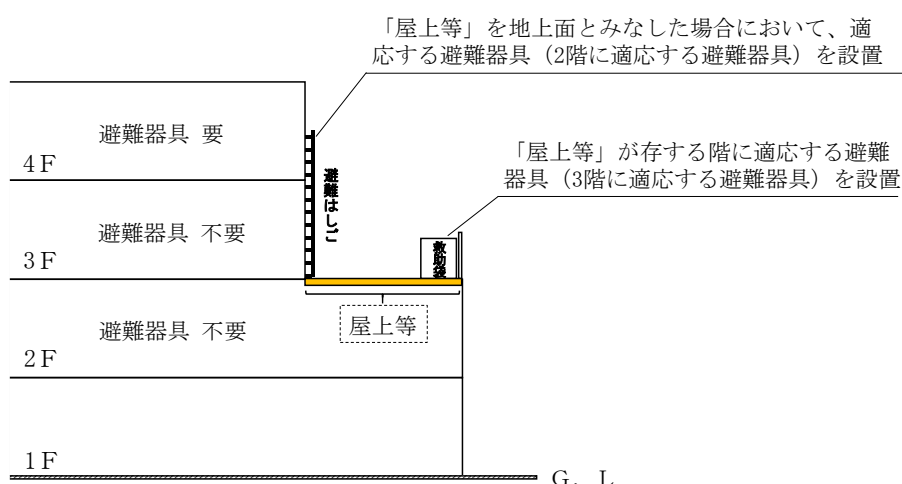 「屋上等」を地上面とみなした場合において、適
応する避難器具（2階に適応する避難器具）を設置
避難器具 要
4F
避難はしご
「屋上等」が存する階に適応する避難
器具（3階に適応する避難器具）を設置
避難器具 不要
3F
救助袋
避難器具 不要
屋上等
2F
1F
G．L